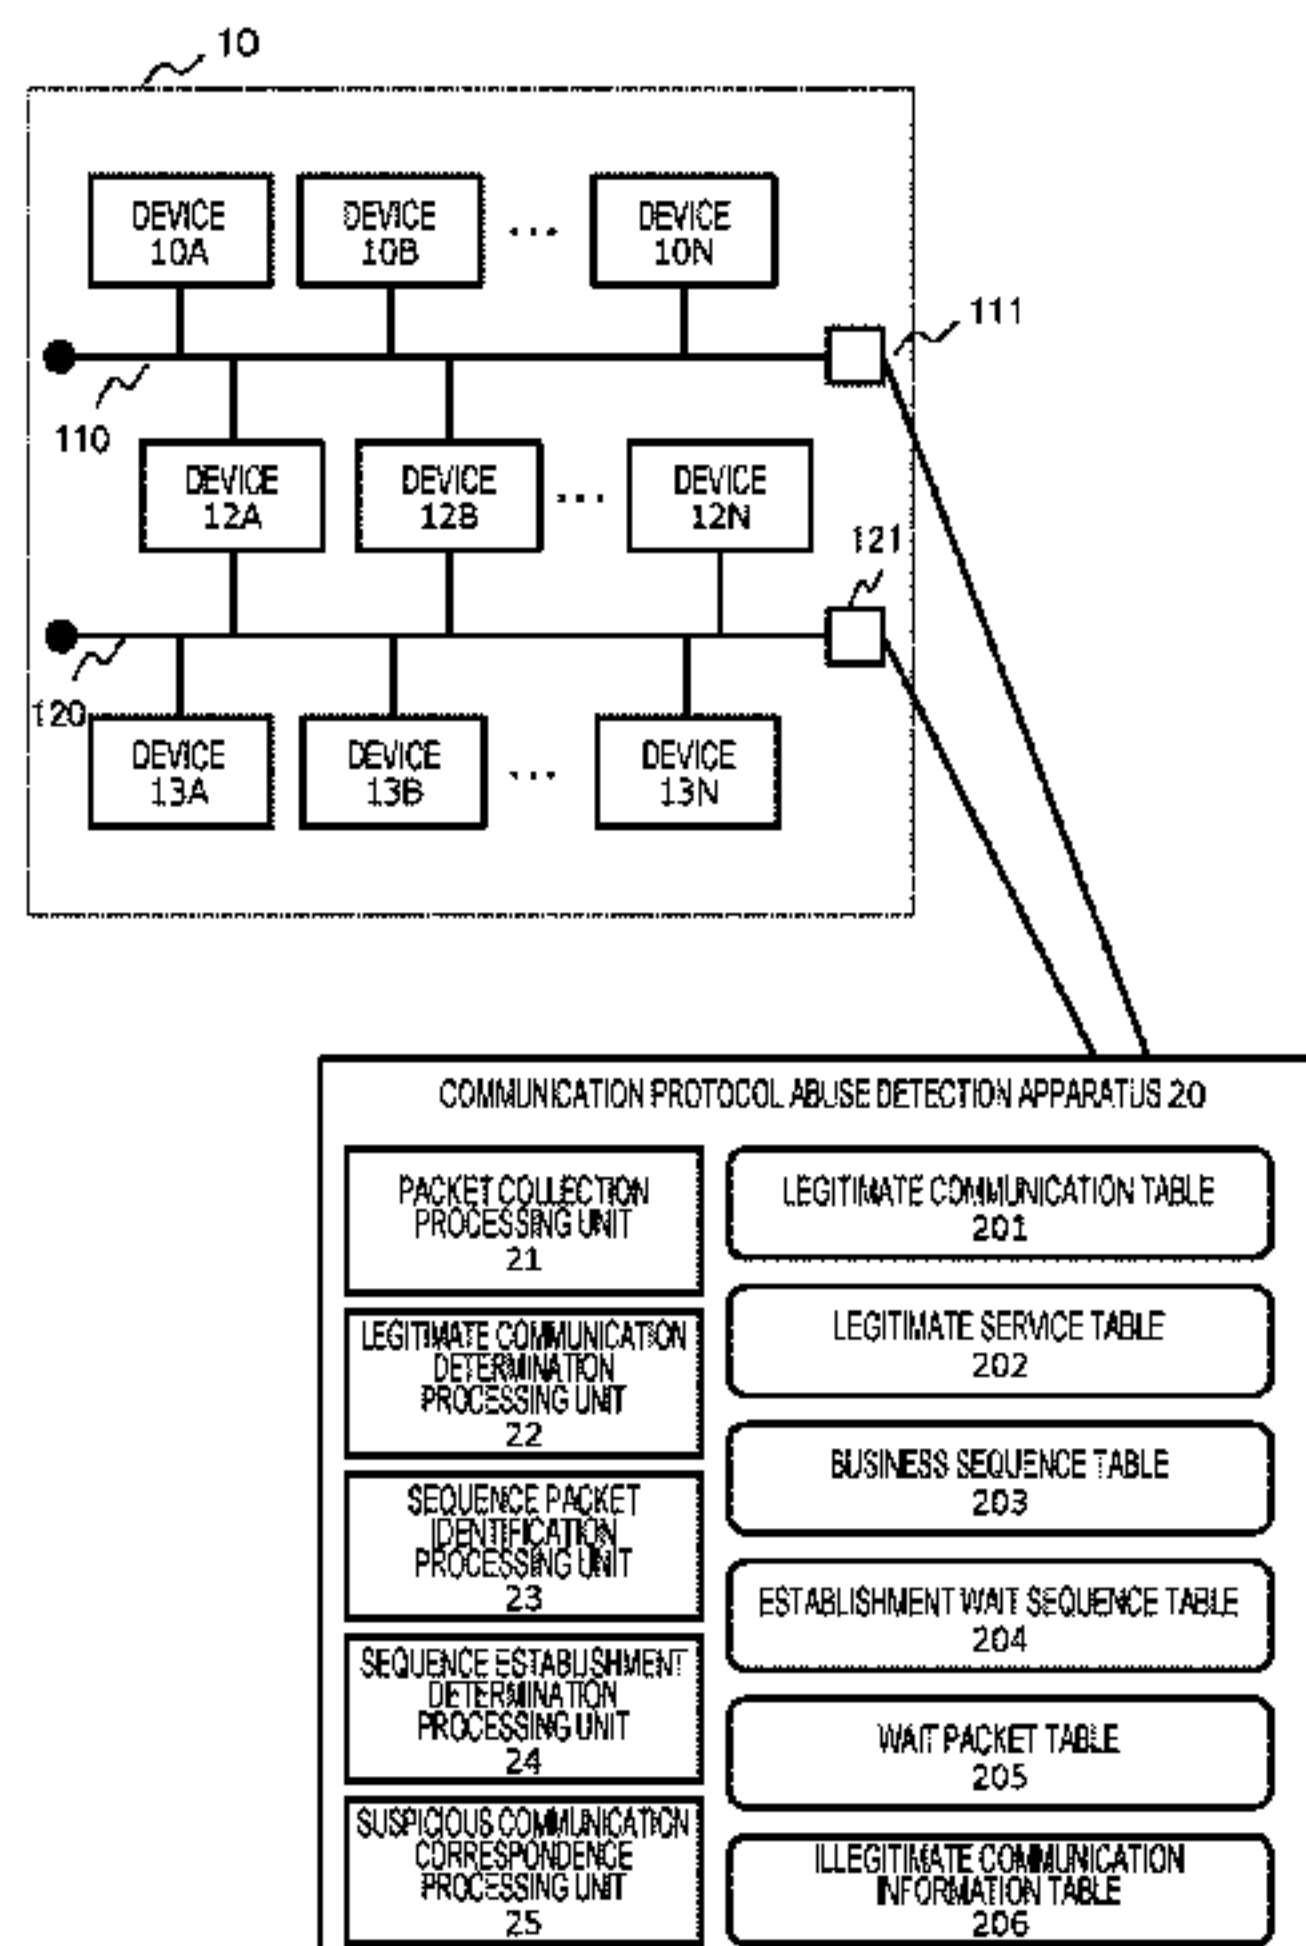 10
DEVICE
10A
DEVICE
10B
...
DEVICE
10N
111
110
DEVICE
12A
DEVICE
12B
...
DEVICE
12N
121
120
DEVICE
13A
DEVICE
13B
...
DEVICE
13N
COMMUNICATION PROTOCOL ABUSE DETECTION APPARATUS 20
PACKET COLLECTION
PROCESSING UNIT
21
LEGITIMATE COMMUNICATION
DETERMINATION
PROCESSING UNIT
22
SEQUENCE PACKET
IDENTIFICATION
PROCESSING UNIT
23
SEQUENCE ESTABLISHMENT
DETERMINATION
PROCESSING UNIT
24
SUSPICIOUS COMMUNICATION
CORRESPONDENCE
PROCESSING UNIT
25
LEGITIMATE COMMUNICATION TABLE
201
LEGITIMATE SERVICE TABLE
202
BUSINESS SEQUENCE TABLE
203
ESTABLISHMENT WAIT SEQUENCE TABLE
204
WAIT PACKET TABLE
205
ILLEGITIMATE COMMUNICATION
INFORMATION TABLE
206